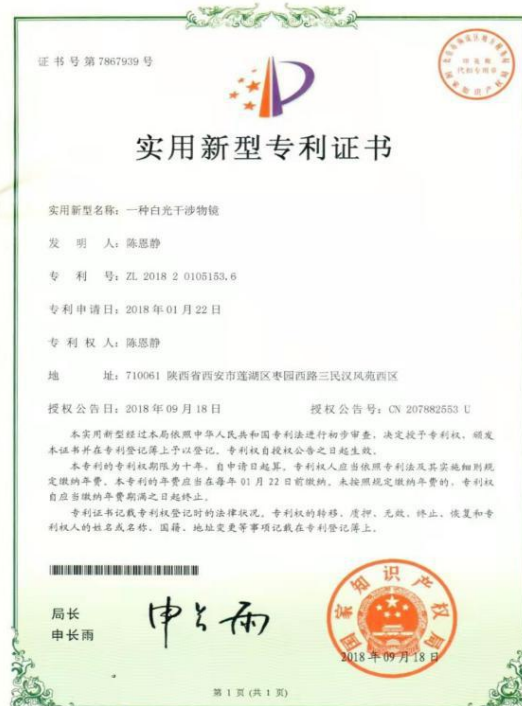 证书号第7867939号
实用新型专利证书
实用新型名称：一种白光干涉物镜
发明人：陈恩静
专利号：ZL 2018 2 0105153.6
专利申请日：2018年01月22日
专利权人：陈恩静
地址：710061 陕西省西安市莲湖区枣园西路三民汉风苑西区
授权公告日：2018年09月18日 授权公告号：CN 207882553 U
本实用新型经过本局依照中华人民共和国专利法进行初步审查，决定授予专利权，颁发
本证书并在专利登记簿上予以登记。专利权自授权公告之日起生效。
本专利的专利权期限为十年，自申请日起算。专利权人应当依照专利法及其实施细则规
定缴纳年费。本专利的年费应当在每年01月22日前缴纳。未按照规定缴纳年费的，专利权
自应当缴纳年费期满之日起终止。
专利证书记载专利权登记时的法律状况。专利权的转移、质押、无效、终止、恢复和专
利权人的姓名或名称、国籍、地址变更等事项记载在专利登记簿上。
局长
申长雨
申长雨
国家知识产权局
2018年09月18日
第1页（共1页）